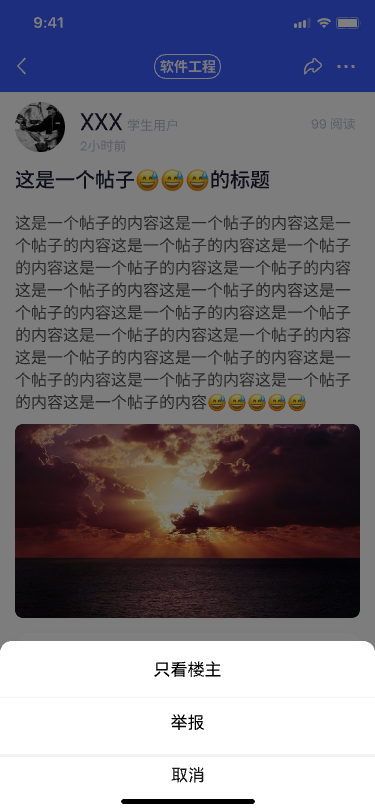 9:41
软件工程
XXX 学生用户
99 阅读
2小时前
这是一个帖子😅😅😅的标题
这是一个帖子的内容这是一个帖子的内容这是一
个帖子的内容这是一个帖子的内容这是一个帖子
的内容这是一个帖子的内容这是一个帖子的内容
这是一个帖子的内容这是一个帖子的内容这是一
个帖子的内容这是一个帖子的内容这是一个帖子
的内容这是一个帖子的内容这是一个帖子的内容
这是一个帖子的内容这是一个帖子的内容这是一
个帖子的内容这是一个帖子的内容这是一个帖子
的内容这是一个帖子的内容😅😅😅😅😅
只看楼主
举报
取消